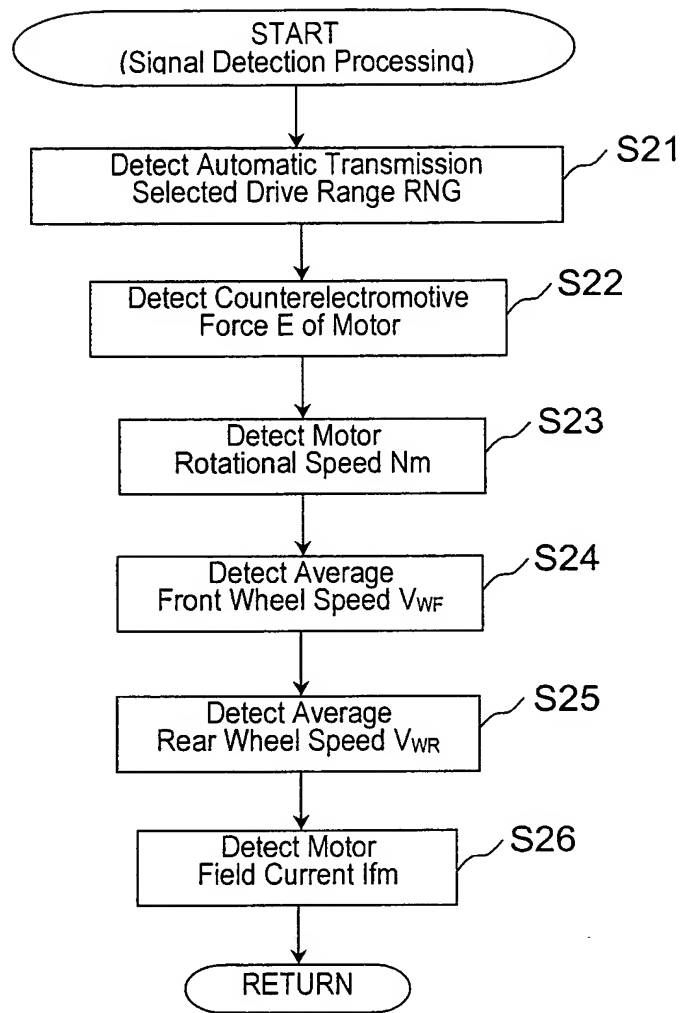 START
(Signal Detection Processing)
Detect Automatic Transmission
Selected Drive Range RNG
S21
Detect Counterelectromotive
Force E of Motor
S22
Detect Motor
Rotational Speed Nm
S23
Detect Average
Front Wheel Speed VWF
S24
Detect Average
Rear Wheel Speed VWR
S25
Detect Motor
Field Current Ifm
S26
RETURN